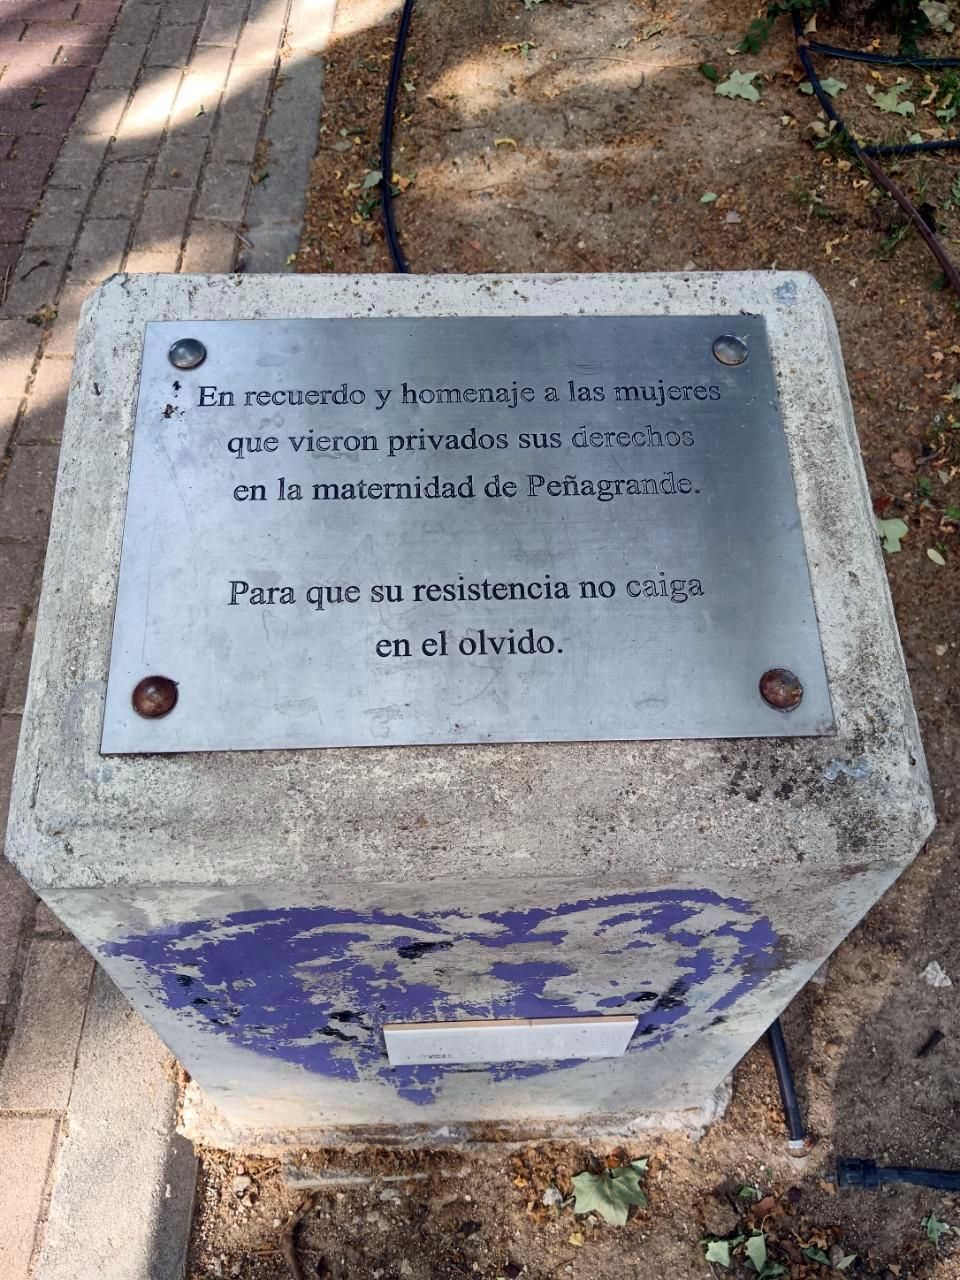 En recuerdo y homenaje a las mujeres
que vieron privados sus derechos
en la maternidad de Peñagrande.
Para que su resistencia no caiga
en el olvido.